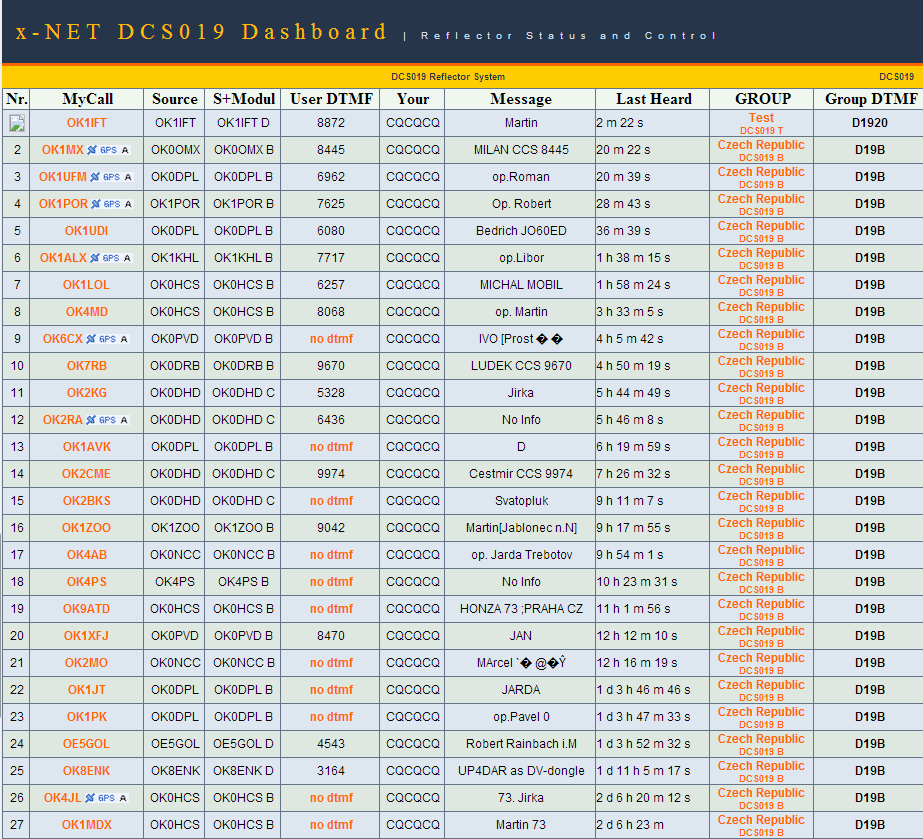 x-NET DCS019 Dashboard | Reflector Status and Control
DCS019 Reflector System DCS019
Nr. MyCall Source S+Modul User DTMF Your Message Last Heard GROUP Group DTMF
OK1IFT OK1IFT OK1IFT D 8872 CQCQCQ Martin 2 m 22 s Test DCS019 T D1920
2 OK1MX GPS A OK0OMX OK0OMX B 8445 CQCQCQ MILAN CCS 8445 20 m 22 s Czech Republic DCS019 B D19B
3 OK1UFM GPS A OK0DPL OK0DPL B 6962 CQCQCQ op.Roman 20 m 39 s Czech Republic DCS019 B D19B
4 OK1POR GPS A OK1POR OK1POR B 7625 CQCQCQ Op. Robert 28 m 43 s Czech Republic DCS019 B D19B
5 OK1UDI OK0DPL OK0DPL B 6080 CQCQCQ Bedrich JO60ED 36 m 39 s Czech Republic DCS019 B D19B
6 OK1ALX GPS A OK1KHL OK1KHL B 7717 CQCQCQ op.Libor 1 h 38 m 15 s Czech Republic DCS019 B D19B
7 OK1LOL OK0HCS OK0HCS B 6257 CQCQCQ MICHAL MOBIL 1 h 58 m 24 s Czech Republic DCS019 B D19B
8 OK4MD OK0HCS OK0HCS B 8068 CQCQCQ op. Martin 3 h 33 m 5 s Czech Republic DCS019 B D19B
9 OK6CX GPS A OK0PVD OK0PVD B no dtmf CQCQCQ IVO [Prost � � 4 h 5 m 42 s Czech Republic DCS019 B D19B
10 OK7RB OK0DRB OK0DRB B 9670 CQCQCQ LUDEK CCS 9670 4 h 50 m 19 s Czech Republic DCS019 B D19B
11 OK2KG OK0DHD OK0DHD C 5328 CQCQCQ Jirka 5 h 44 m 49 s Czech Republic DCS019 B D19B
12 OK2RA GPS A OK0DHD OK0DHD C 6436 CQCQCQ No Info 5 h 46 m 8 s Czech Republic DCS019 B D19B
13 OK1AVK OK0DPL OK0DPL B no dtmf CQCQCQ D 6 h 19 m 59 s Czech Republic DCS019 B D19B
14 OK2CME OK0DHD OK0DHD C 9974 CQCQCQ Cestmir CCS 9974 7 h 26 m 32 s Czech Republic DCS019 B D19B
15 OK2BKS OK0DHD OK0DHD C no dtmf CQCQCQ Svatopluk 9 h 11 m 7 s Czech Republic DCS019 B D19B
16 OK1ZOO OK1ZOO OK1ZOO B 9042 CQCQCQ Martin[Jablonec n.N] 9 h 17 m 55 s Czech Republic DCS019 B D19B
17 OK4AB OK0NCC OK0NCC B no dtmf CQCQCQ op. Jarda Trebotov 9 h 54 m 1 s Czech Republic DCS019 B D19B
18 OK4PS OK4PS OK4PS B no dtmf CQCQCQ No Info 10 h 23 m 31 s Czech Republic DCS019 B D19B
19 OK9ATD OK0HCS OK0HCS B no dtmf CQCQCQ HONZA 73 ;PRAHA CZ 11 h 1 m 56 s Czech Republic DCS019 B D19B
20 OK1XFJ OK0PVD OK0PVD B 8470 CQCQCQ JAN 12 h 12 m 10 s Czech Republic DCS019 B D19B
21 OK2MO OK0NCC OK0NCC B no dtmf CQCQCQ MArcel `� @�Ÿ 12 h 16 m 19 s Czech Republic DCS019 B D19B
22 OK1JT OK0DPL OK0DPL B no dtmf CQCQCQ JARDA 1 d 3 h 46 m 46 s Czech Republic DCS019 B D19B
23 OK1PK OK0DPL OK0DPL B no dtmf CQCQCQ op.Pavel 0 1 d 3 h 47 m 33 s Czech Republic DCS019 B D19B
24 OE5GOL OE5GOL OE5GOL D 4543 CQCQCQ Robert Rainbach i.M 1 d 3 h 52 m 32 s Czech Republic DCS019 B D19B
25 OK8ENK OK8ENK OK8ENK D 3164 CQCQCQ UP4DAR as DV-dongle 1 d 11 h 5 m 17 s Czech Republic DCS019 B D19B
26 OK4JL GPS A OK0HCS OK0HCS B no dtmf CQCQCQ 73. Jirka 2 d 6 h 20 m 12 s Czech Republic DCS019 B D19B
27 OK1MDX OK0HCS OK0HCS B no dtmf CQCQCQ Martin 73 2 d 6 h 23 m Czech Republic DCS019 B D19B